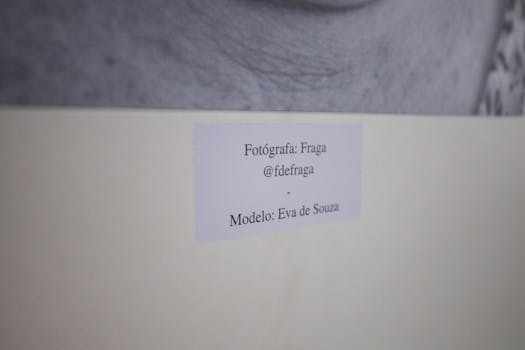 Fotógrafa: Fraga
@fdefraga
-
Modelo: Eva de Souza